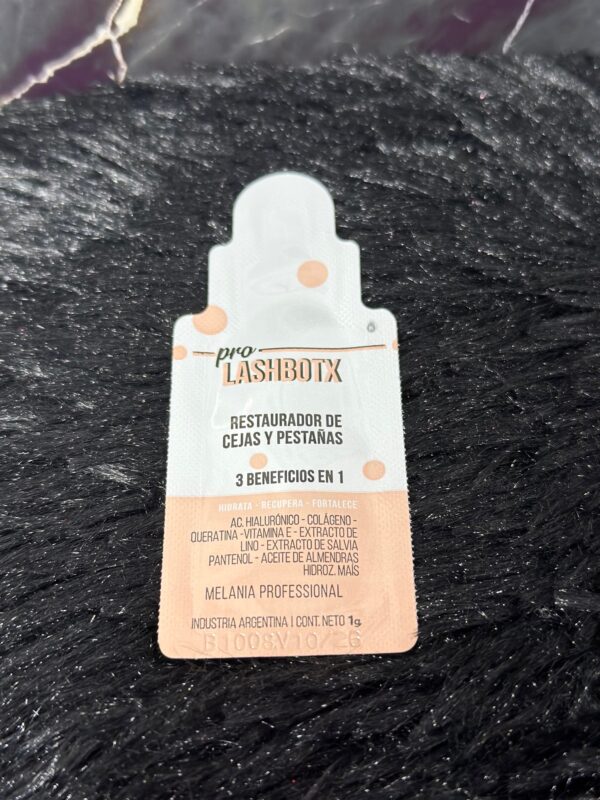 pro
LASHBOTX
RESTAURADOR DE
CEJAS Y PESTAÑAS
3 BENEFICIOS EN 1
HIDRATA - RECUPERA - FORTALECE
AC. HIALURÓNICO - COLÁGENO -
QUERATINA -VITAMINA E - EXTRACTO DE
LINO - EXTRACTO DE SALVIA
PANTENOL - ACEITE DE ALMENDRAS
HIDROZ. MAÍS
MELANIA PROFESSIONAL
INDUSTRIA ARGENTINA | CONT. NETO 1g.
B1008 V10/26